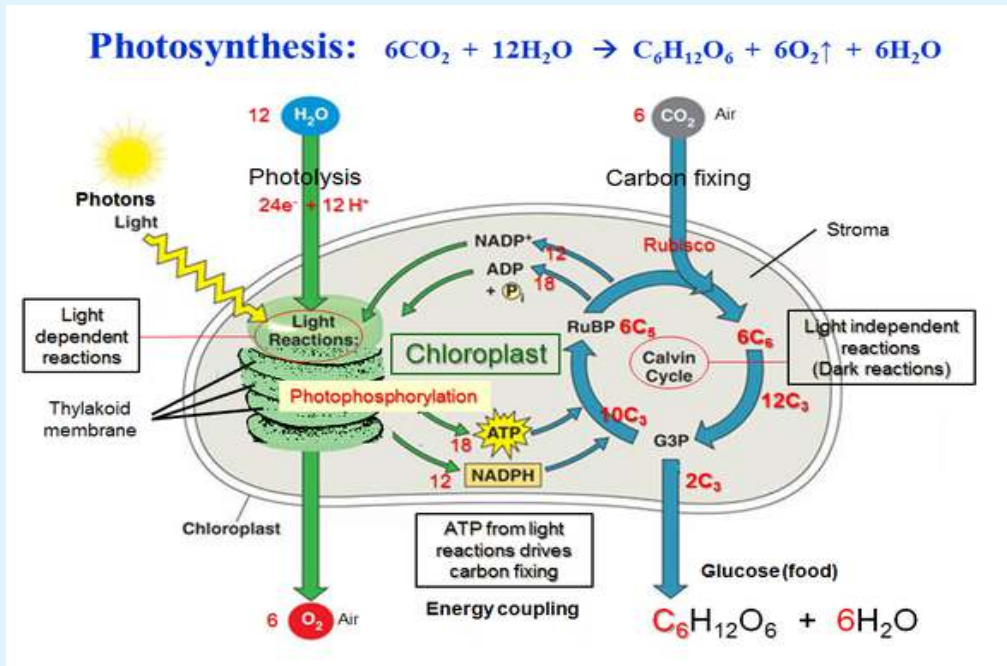 Photosynthesis: 6CO₂ + 12H₂O → C₆H₁₂O₆ + 6O₂↑ + 6H₂O
12 H₂O
6 CO₂ Air
Photolysis
24e⁻ + 12 H⁺
Carbon fixing
Photons
Light
NADP⁺
12
Rubisco
Stroma
ADP
+ Pᵢ
18
Light
dependent
reactions
Light
Reactions:
Chloroplast
RuBP 6C₅
6C₆
Calvin
Cycle
Light independent
reactions
(Dark reactions)
Photophosphorylation
Thylakoid
membrane
18
ATP
10C₃
12C₃
G3P
12
NADPH
2C₃
Chloroplast
ATP from light
reactions drives
carbon fixing
Energy coupling
Glucose (food)
6 O₂ Air
C₆H₁₂O₆ + 6H₂O